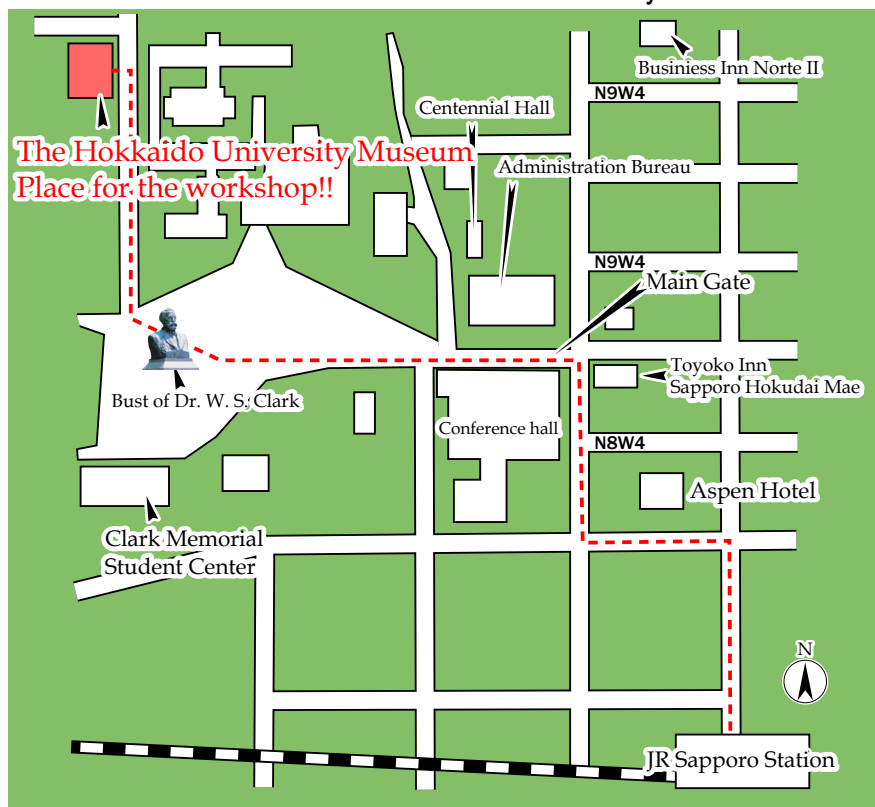 Businiess Inn Norte II
N9W4
Centennial Hall
The Hokkaido University Museum
Place for the workshop!!
Administration Bureau
N9W4
Main Gate
Toyoko Inn
Sapporo Hokudai Mae
Bust of Dr. W. S. Clark
Conference hall
N8W4
Aspen Hotel
Clark Memorial
Student Center
N
JR Sapporo Station